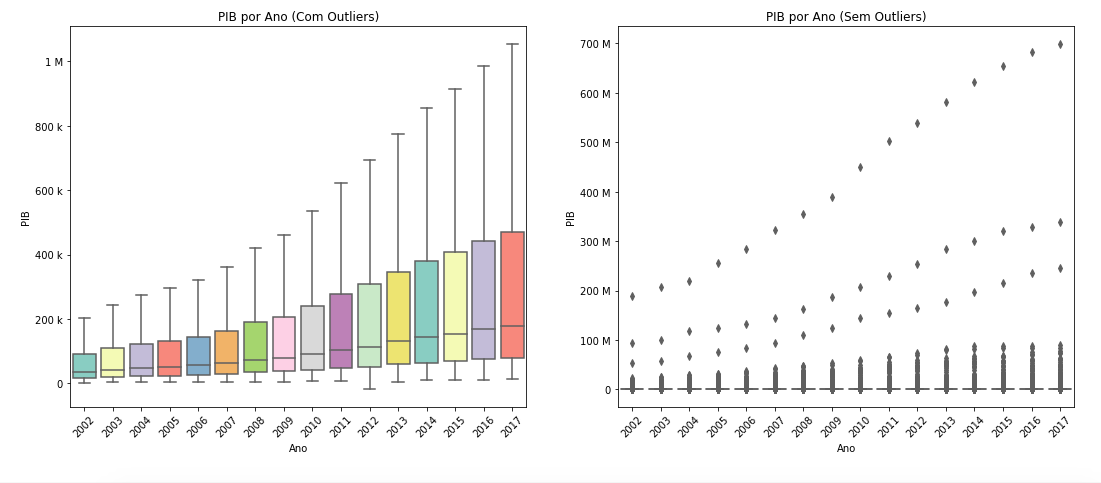 PIB por Ano (Com Outliers)
1 M
800 k
600 k
400 k
200 k
0
PIB
2002 2003 2004 2005 2006 2007 2008 2009 2010 2011 2012 2013 2014 2015 2016 2017
Ano
PIB por Ano (Sem Outliers)
700 M
600 M
500 M
400 M
300 M
200 M
100 M
0
PIB
2002 2003 2004 2005 2006 2007 2008 2009 2010 2011 2012 2013 2014 2015 2016 2017
Ano